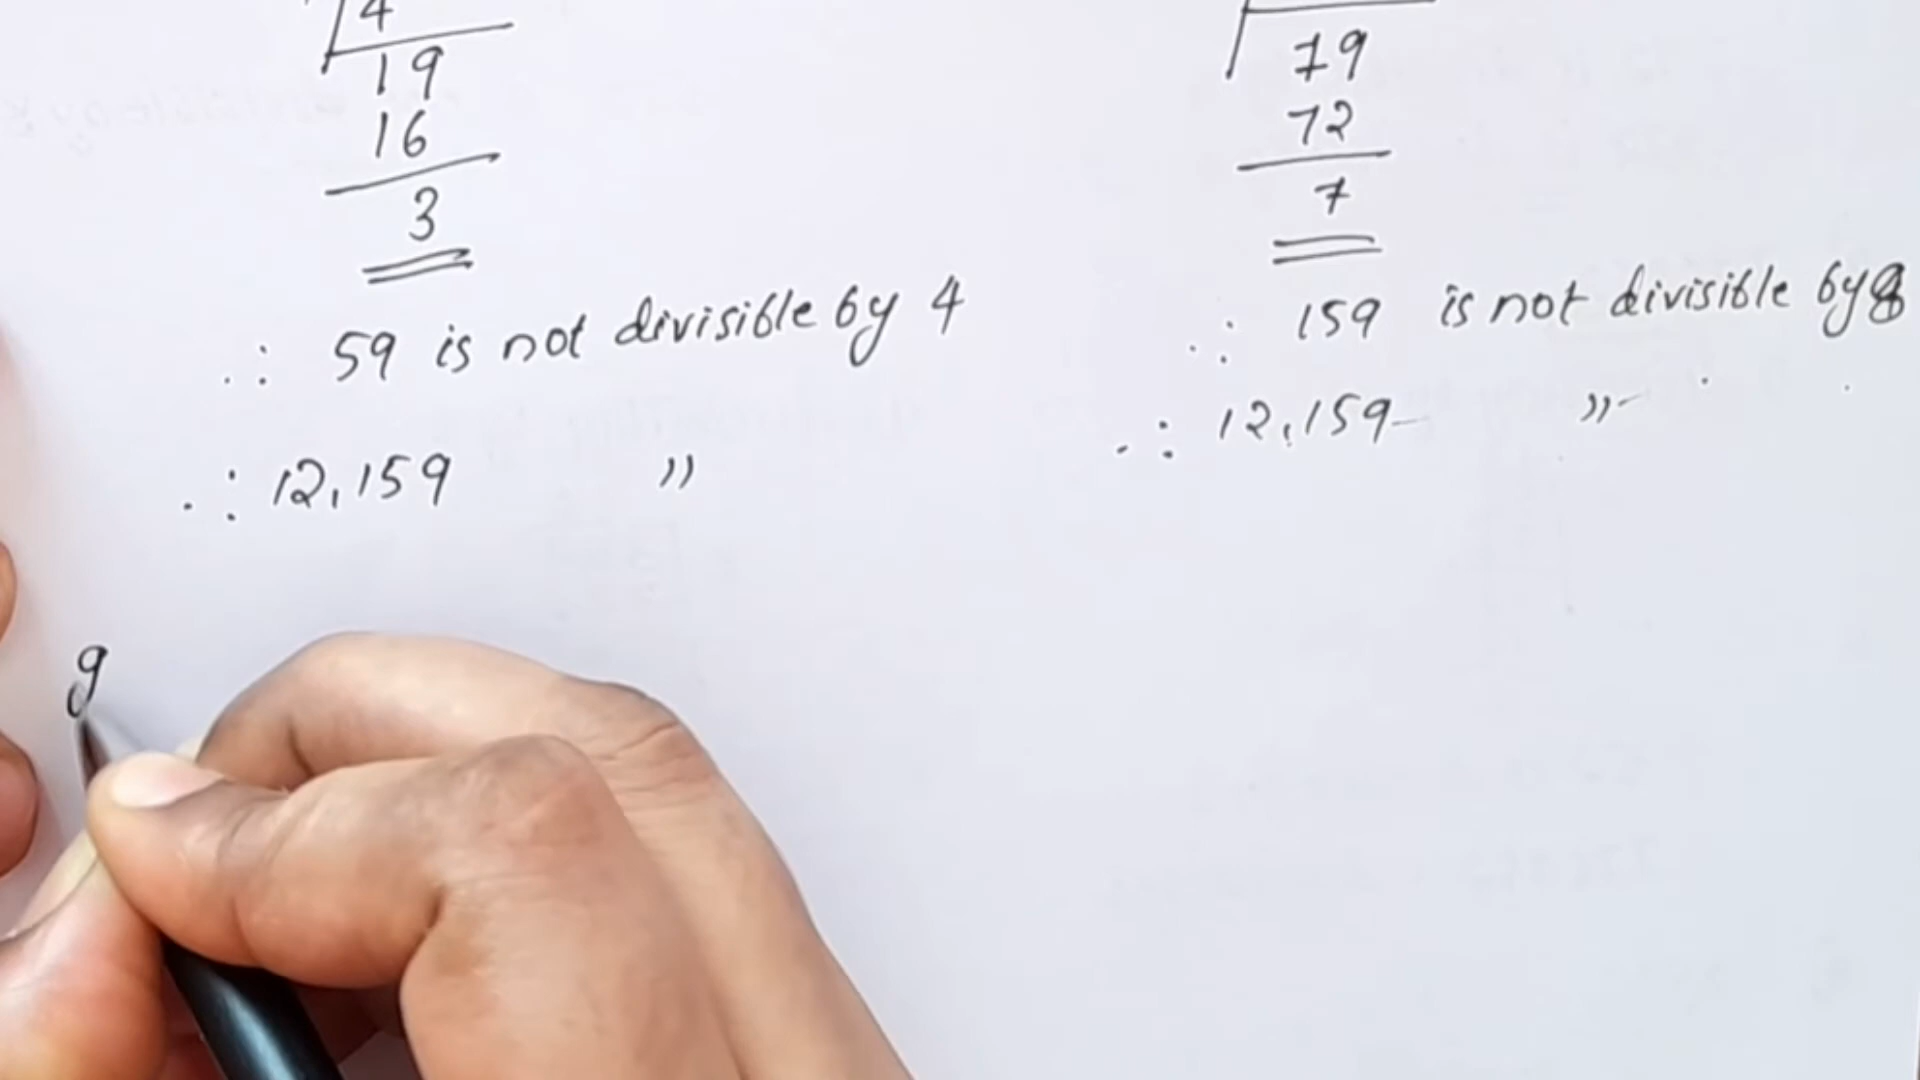 4
19
16
3
∴ 59 is not divisible by 4
∴ 12,159 "
79
72
7
∴ 159 is not divisible by 8
∴ 12,159 "
9